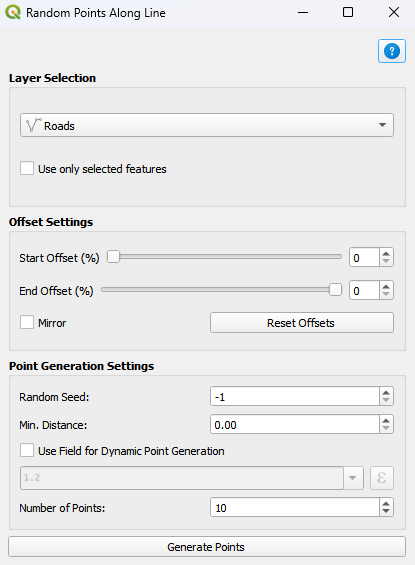 Random Points Along Line
?
Layer Selection
Roads
Use only selected features
Offset Settings
Start Offset (%) 0
End Offset (%) 0
Mirror Reset Offsets
Point Generation Settings
Random Seed: -1
Min. Distance: 0.00
Use Field for Dynamic Point Generation
1.2 ε
Number of Points: 10
Generate Points